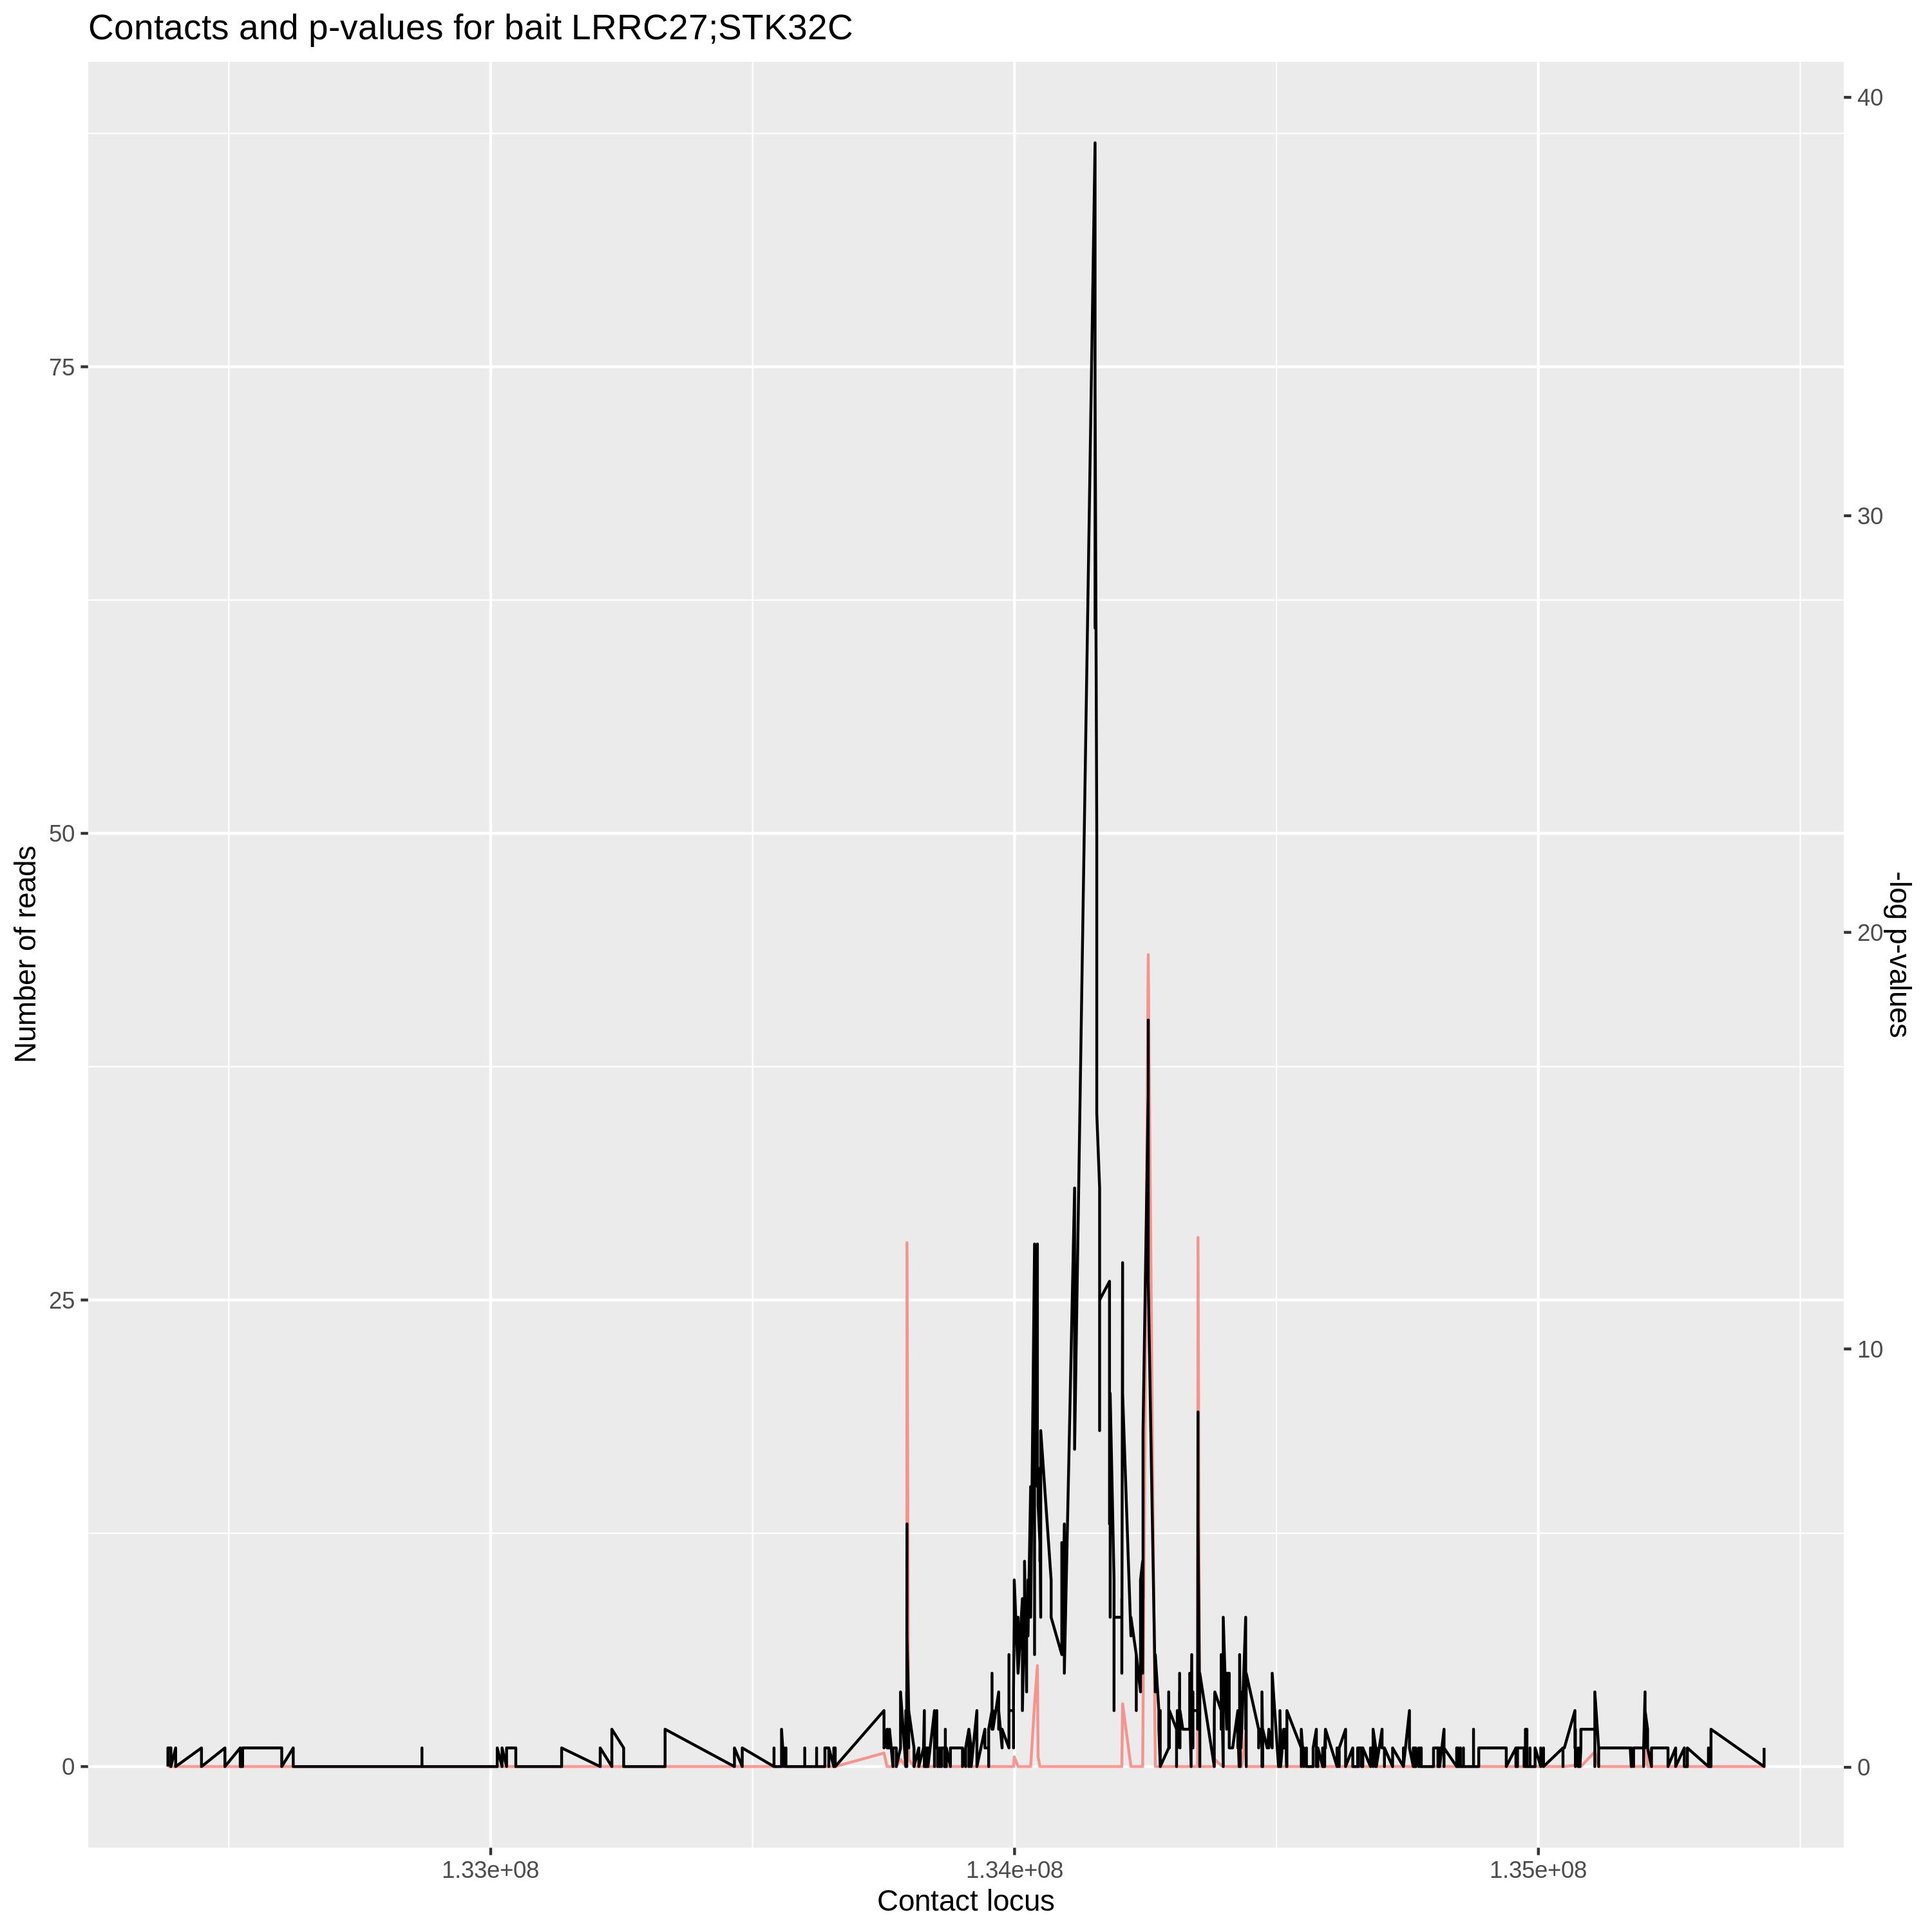 Contacts and p-values for bait LRRC27;STK32C
Number of reads
75
50
25
0
40
30
20
10
0
-log p-values
1.33e+08
1.34e+08
1.35e+08
Contact locus